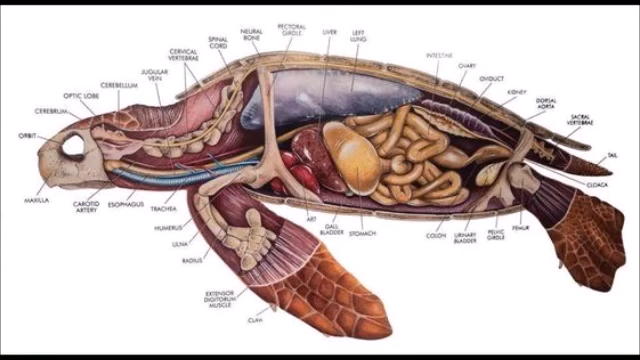 NEURAL
BONE
PECTORAL
GIRDLE
LIVER
LEFT
LUNG
SPINAL
CORD
CERVICAL
VERTEBRAE
JUGULAR
VEIN
CEREBELLUM
OPTIC LOBE
CEREBRUM
ORBIT
INTESTINE
OVARY
OVIDUCT
KIDNEY
DORSAL
AORTA
SACRAL
VERTEBRAE
TAIL
CLOACA
MAXILLA
CAROTID
ARTERY
ESOPHAGUS
TRACHEA
HUMERUS
ULNA
RADIUS
EXTENSOR
DIGITORUM
MUSCLE
CLAW
GALL
BLADDER
STOMACH
COLON
URINARY
BLADDER
PELVIC
GIRDLE
FEMUR